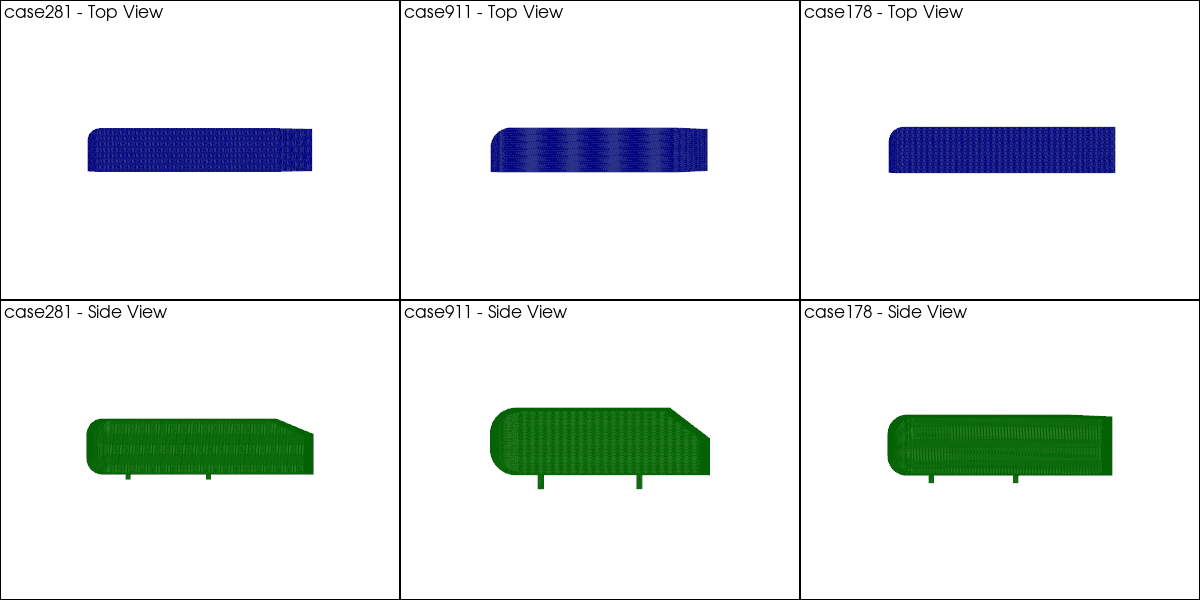 case281 - Top View
case911 - Top View
case178 - Top View
case281 - Side View
case911 - Side View
case178 - Side View